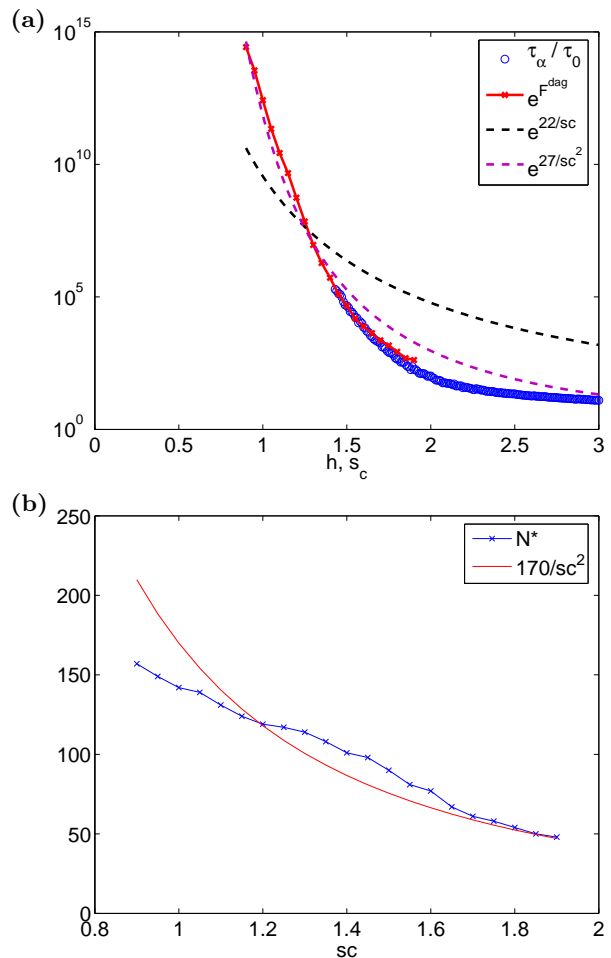 (a)
10^15
10^10
10^5
10^0
τ_α / τ_0
e^{F^dag}
e^{22/sc}
e^{27/sc^2}
0 0.5 1 1.5 2 2.5 3
h, s_c
(b)
250
200
150
100
50
0
N*
170/sc^2
0.8 1 1.2 1.4 1.6 1.8 2
sc